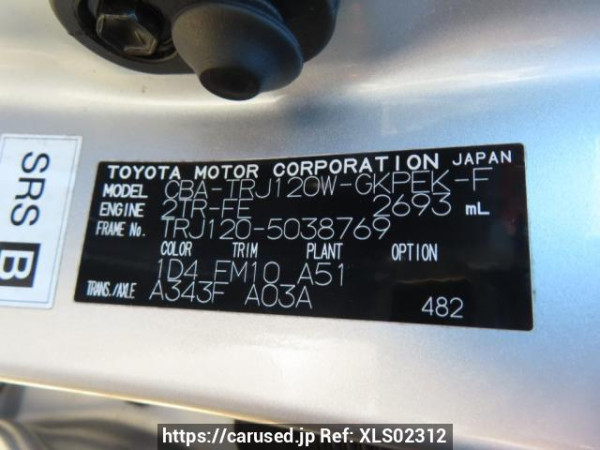 TOYOTA MOTOR CORPORATION JAPAN
MODEL CBA-TRJ120W-GKPEK-F
ENGINE 2TR-FE 2693 mL
FRAME No. TRJ120-5038769
COLOR TRIM PLANT OPTION
1D4 FM10 A51
TRANS./AXLE A343F A03A
482
SRS B
https://carused.jp Ref: XLS02312